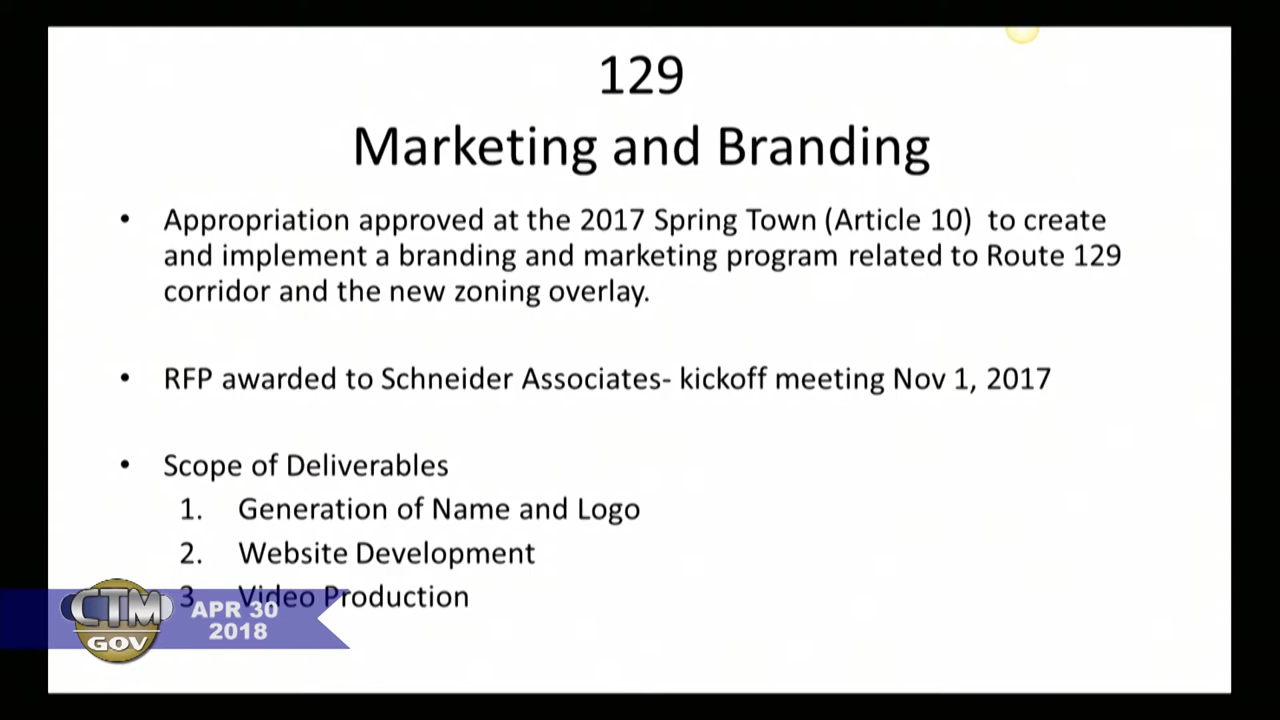 129
Marketing and Branding
• Appropriation approved at the 2017 Spring Town (Article 10) to create
and implement a branding and marketing program related to Route 129
corridor and the new zoning overlay.
• RFP awarded to Schneider Associates- kickoff meeting Nov 1, 2017
• Scope of Deliverables
1. Generation of Name and Logo
2. Website Development
3. Video Production
CTM
GOV
APR 30
2018